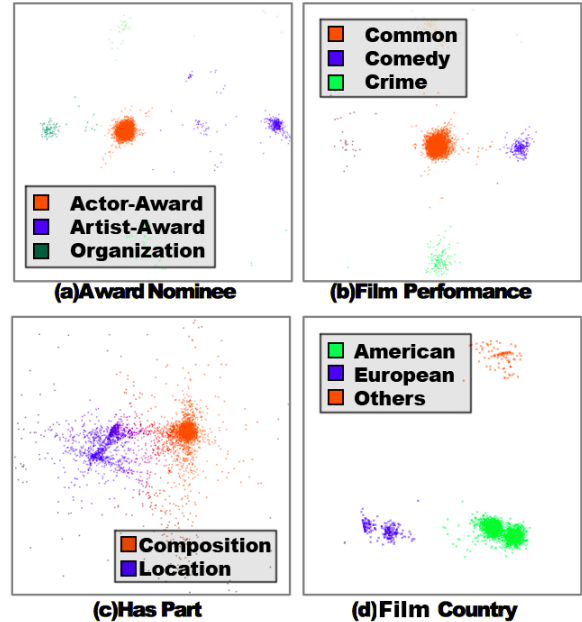 Actor-Award
Artist-Award
Organization
(a)Award Nominee
Common
Comedy
Crime
(b)Film Performance
Composition
Location
(c)Has Part
American
European
Others
(d)Film Country